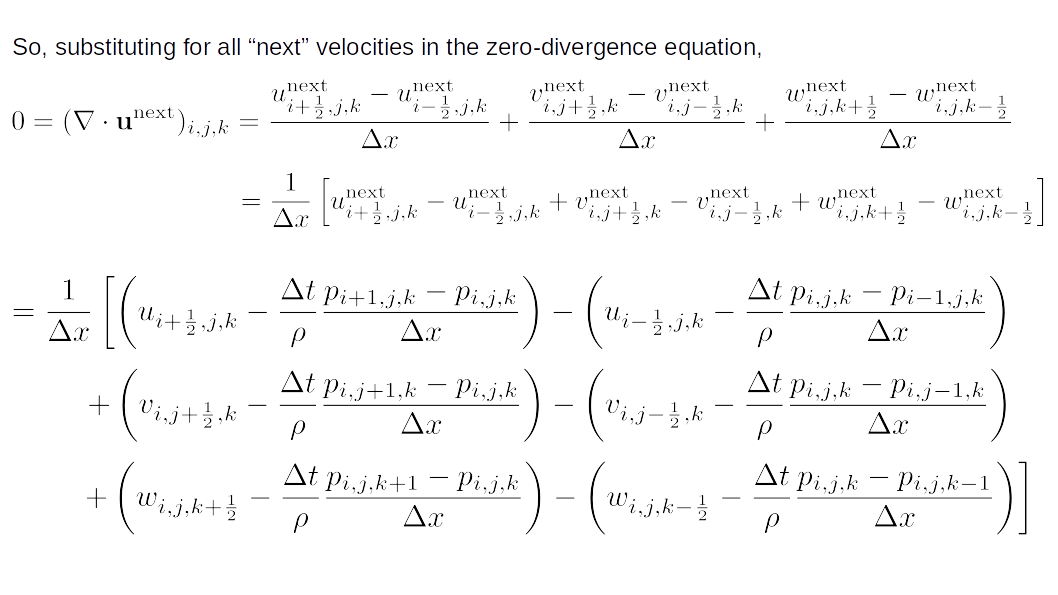 So, substituting for all “next” velocities in the zero-divergence equation,
$0 = (\nabla \cdot \mathbf{u}^{\text{next}})_{i,j,k} = \frac{u^{\text{next}}_{i+\frac{1}{2},j,k} - u^{\text{next}}_{i-\frac{1}{2},j,k}}{\Delta x} + \frac{v^{\text{next}}_{i,j+\frac{1}{2},k} - v^{\text{next}}_{i,j-\frac{1}{2},k}}{\Delta x} + \frac{w^{\text{next}}_{i,j,k+\frac{1}{2}} - w^{\text{next}}_{i,j,k-\frac{1}{2}}}{\Delta x}$
$= \frac{1}{\Delta x} \left[ u^{\text{next}}_{i+\frac{1}{2},j,k} - u^{\text{next}}_{i-\frac{1}{2},j,k} + v^{\text{next}}_{i,j+\frac{1}{2},k} - v^{\text{next}}_{i,j-\frac{1}{2},k} + w^{\text{next}}_{i,j,k+\frac{1}{2}} - w^{\text{next}}_{i,j,k-\frac{1}{2}} \right]$
$= \frac{1}{\Delta x} \left[ \left( u_{i+\frac{1}{2},j,k} - \frac{\Delta t}{\rho} \frac{p_{i+1,j,k} - p_{i,j,k}}{\Delta x} \right) - \left( u_{i-\frac{1}{2},j,k} - \frac{\Delta t}{\rho} \frac{p_{i,j,k} - p_{i-1,j,k}}{\Delta x} \right) \right.$
$+ \left( v_{i,j+\frac{1}{2},k} - \frac{\Delta t}{\rho} \frac{p_{i,j+1,k} - p_{i,j,k}}{\Delta x} \right) - \left( v_{i,j-\frac{1}{2},k} - \frac{\Delta t}{\rho} \frac{p_{i,j,k} - p_{i,j-1,k}}{\Delta x} \right)$
$\left. + \left( w_{i,j,k+\frac{1}{2}} - \frac{\Delta t}{\rho} \frac{p_{i,j,k+1} - p_{i,j,k}}{\Delta x} \right) - \left( w_{i,j,k-\frac{1}{2}} - \frac{\Delta t}{\rho} \frac{p_{i,j,k} - p_{i,j,k-1}}{\Delta x} \right) \right]$